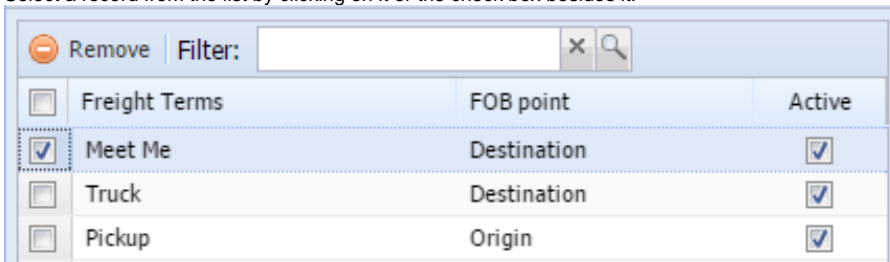 Select a record from the list by clicking on it or the check box besides it.
Remove Filter:
Freight Terms FOB point Active
Meet Me Destination
Truck Destination
Pickup Origin